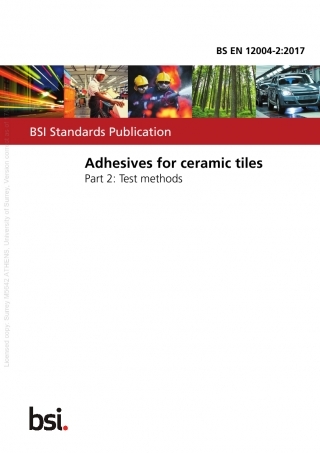 BS EN 12004-2:2017
BSI Standards Publication
Adhesives for ceramic tiles
Part 2: Test methods
bsi.